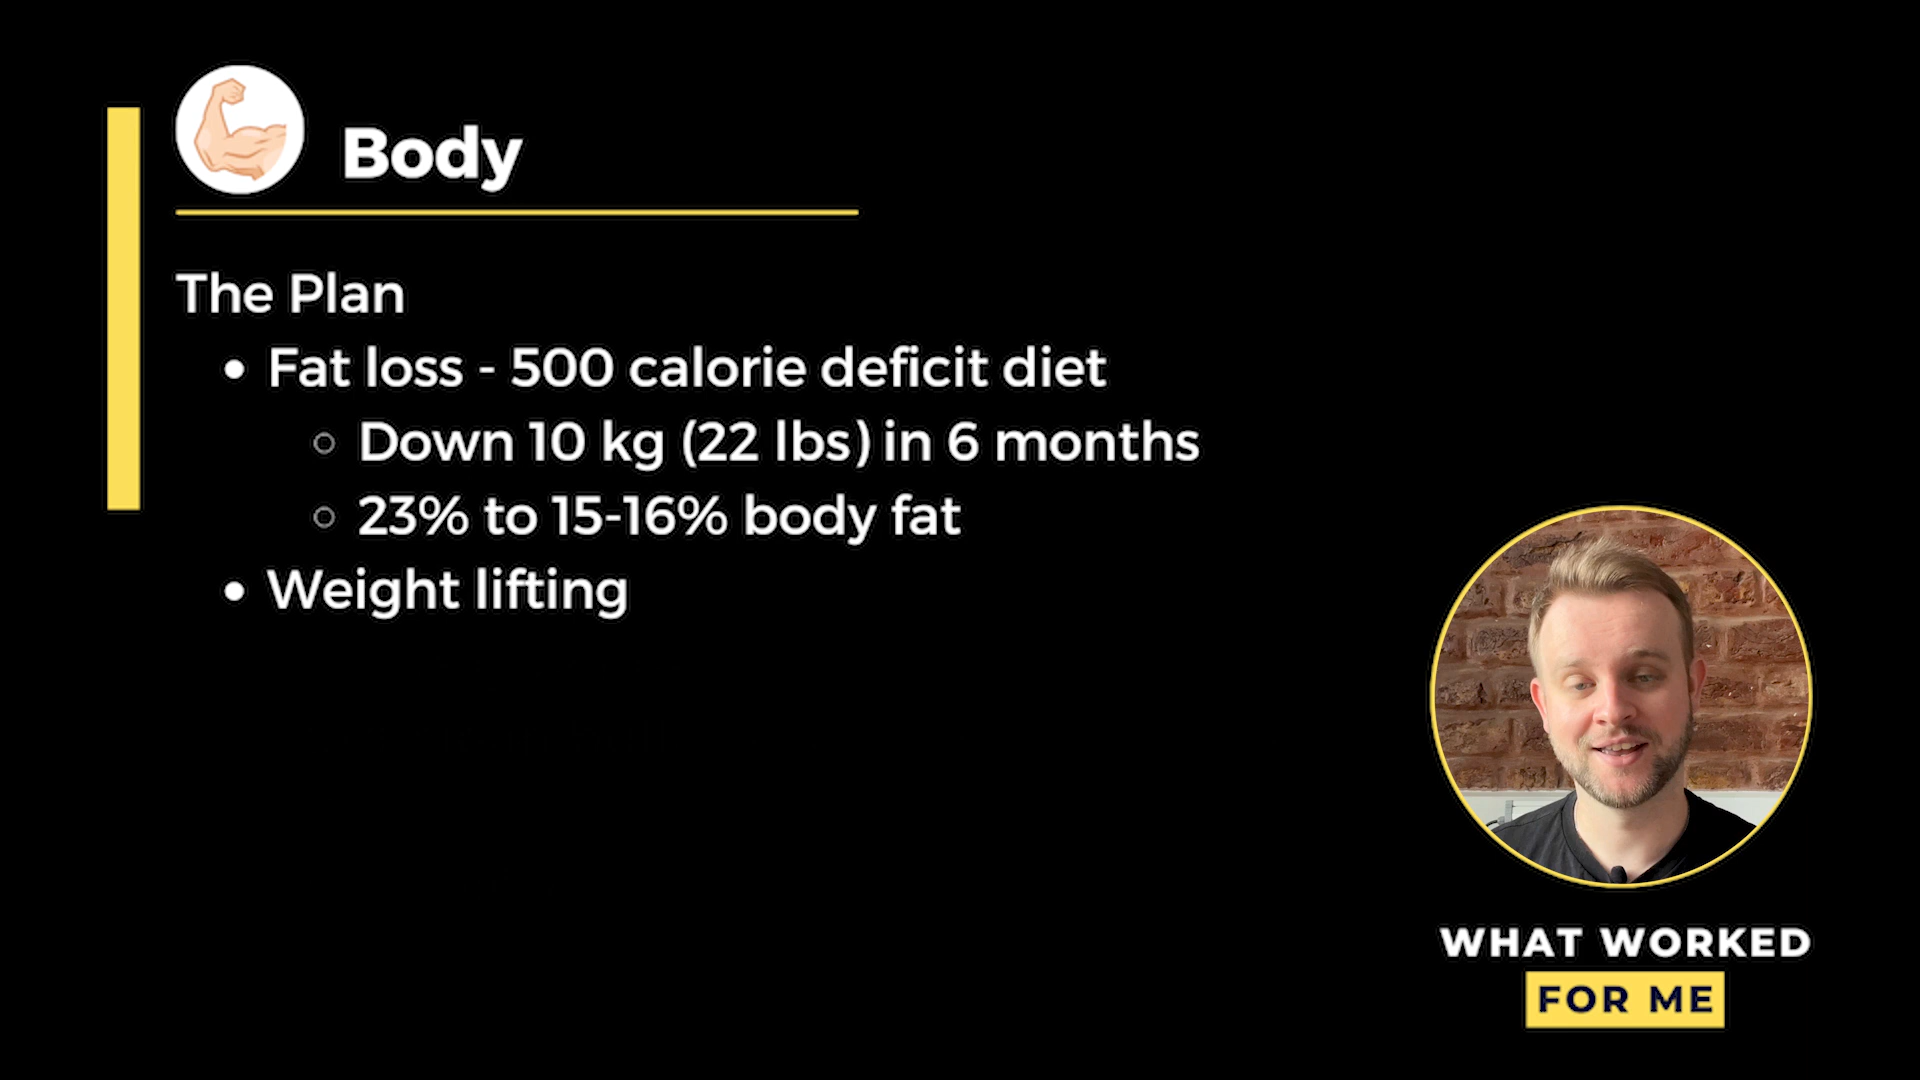 Body
The Plan
• Fat loss - 500 calorie deficit diet
○ Down 10 kg (22 lbs) in 6 months
○ 23% to 15-16% body fat
• Weight lifting
WHAT WORKED
FOR ME